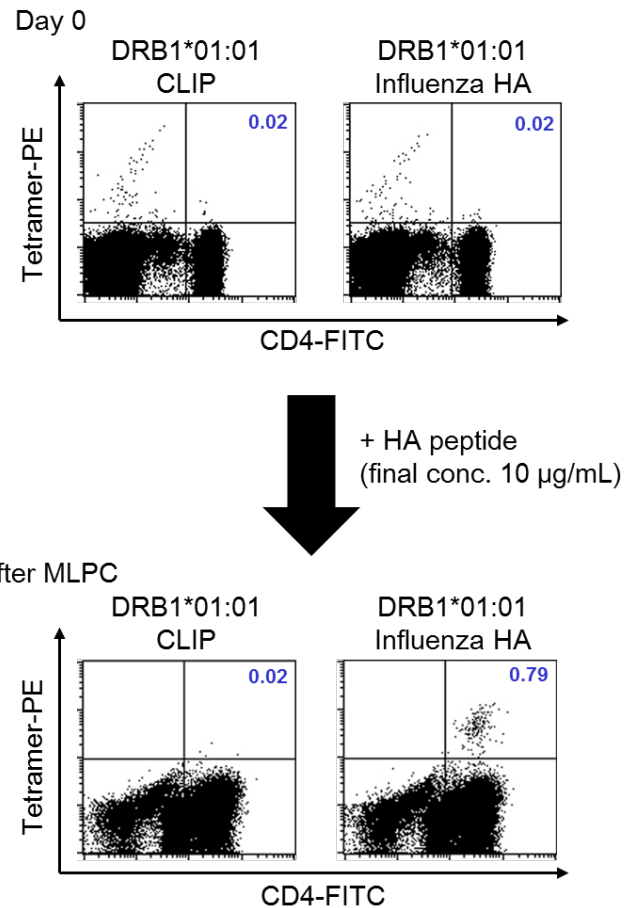 Day 0
DRB1*01:01
CLIP
DRB1*01:01
Influenza HA
0.02
0.02
Tetramer-PE
CD4-FITC
+ HA peptide
(final conc. 10 µg/mL)
fter MLPC
DRB1*01:01
CLIP
DRB1*01:01
Influenza HA
0.02
0.79
Tetramer-PE
CD4-FITC